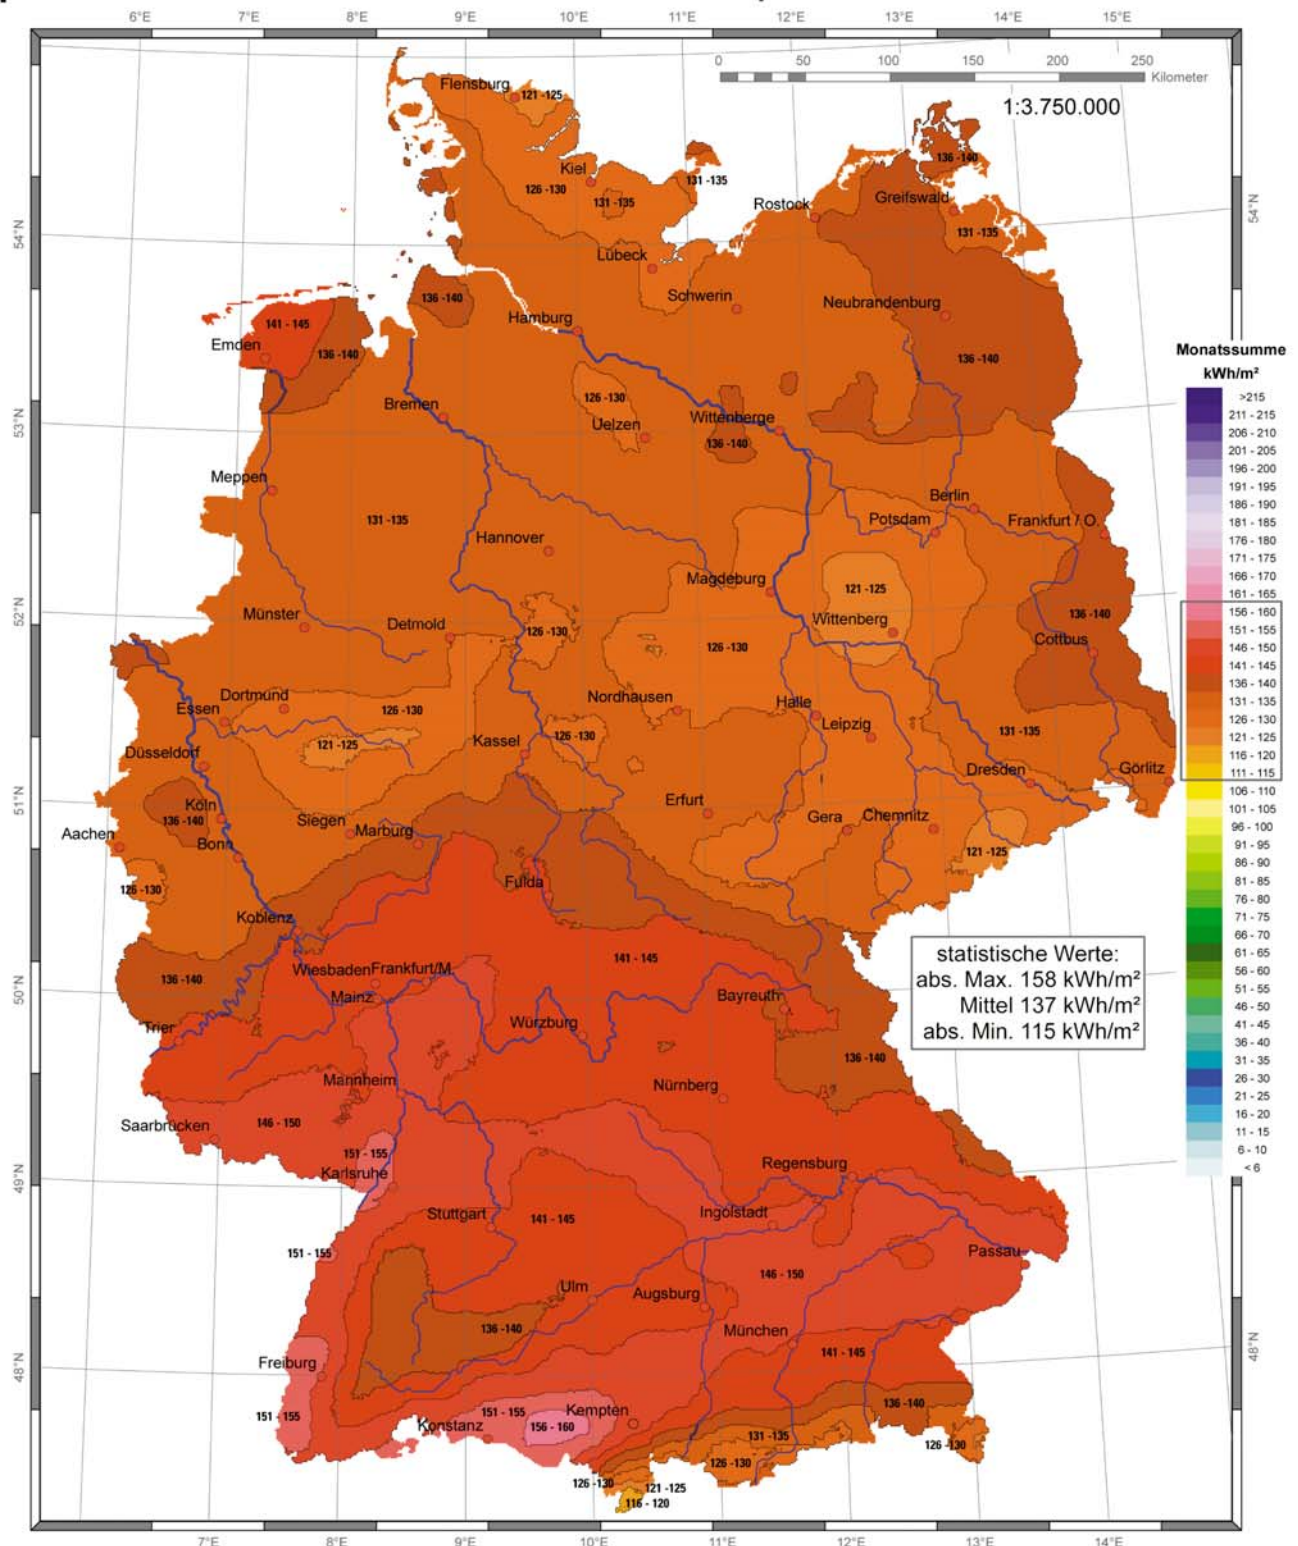 6°E 7°E 8°E 9°E 10°E 11°E 12°E 13°E 14°E 15°E
0 50 100 150 200 250 Kilometer
1:3.750.000
Flensburg
121 -125
Kiel
126 -130
131 -135
131 -135
136 -140
Rostock
Greifswald
131 -135
54°N
54°N
Lübeck
Schwerin
Neubrandenburg
136 -140
Hamburg
141 - 145
Emden
136 -140
136 -140
Monatssumme
kWh/m²
>215
211 - 215
206 - 210
201 - 205
196 - 200
191 - 195
186 - 190
181 - 185
176 - 180
171 - 175
166 - 170
161 - 165
156 - 160
151 - 155
146 - 150
141 - 145
136 - 140
131 - 135
126 - 130
121 - 125
116 - 120
111 - 115
106 - 110
101 - 105
96 - 100
91 - 95
86 - 90
81 - 85
76 - 80
71 - 75
66 - 70
61 - 65
56 - 60
51 - 55
46 - 50
41 - 45
36 - 40
31 - 35
26 - 30
21 - 25
16 - 20
11 - 15
6 - 10
< 6
Bremen
126 -130
Uelzen
Wittenberge
136 -140
53°N
Meppen
131 -135
Hannover
Berlin
Potsdam
Frankfurt / O.
Magdeburg
121 -125
Wittenberg
52°N
Münster
Detmold
126 -130
126 -130
136 -140
Cottbus
Dortmund
Essen
126 -130
121 -125
Nordhausen
Halle
Leipzig
131 -135
Düsseldorf
Kassel
126 -130
Dresden
Görlitz
51°N
Köln
136 -140
Aachen
Bonn
Siegen
Marburg
Erfurt
Gera
Chemnitz
121 -125
126 -130
Fulda
Koblenz
136 -140
Wiesbaden
Frankfurt/M.
Mainz
141 - 145
Bayreuth
50°N
statistische Werte:
abs. Max. 158 kWh/m²
Mittel 137 kWh/m²
abs. Min. 115 kWh/m²
Trier
Würzburg
136 -140
Mannheim
Nürnberg
Saarbrücken
146 - 150
151 - 155
Karlsruhe
49°N
Regensburg
Stuttgart
141 - 145
Ingolstadt
151 - 155
Passau
146 - 150
Ulm
Augsburg
136 -140
München
141 - 145
48°N
48°N
Freiburg
151 - 155
Konstanz
151 - 155
156 - 160
Kempten
136 -140
131 -135
126 -130
126 -130
126 -130
121 -125
116 - 120
7°E 8°E 9°E 10°E 11°E 12°E 13°E 14°E